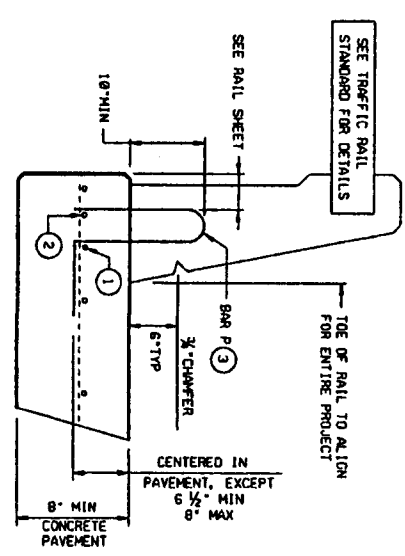 SEE TRAFFIC RAIL
STANDARD FOR DETAILS
SEE RAIL SHEET
10"MIN
TOE OF RAIL TO ALIGN
FOR ENTIRE PROJECT
BAR P 3
¾"CHAMFER
6"TYP
1
2
CENTERED IN
PAVEMENT, EXCEPT
6 ½" MIN
8" MAX
8" MIN
CONCRETE
PAVEMENT